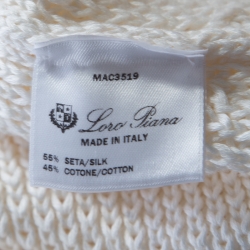 MAC3519
Loro Piana
MADE IN ITALY
55% SETA/SILK
45% COTONE/COTTON